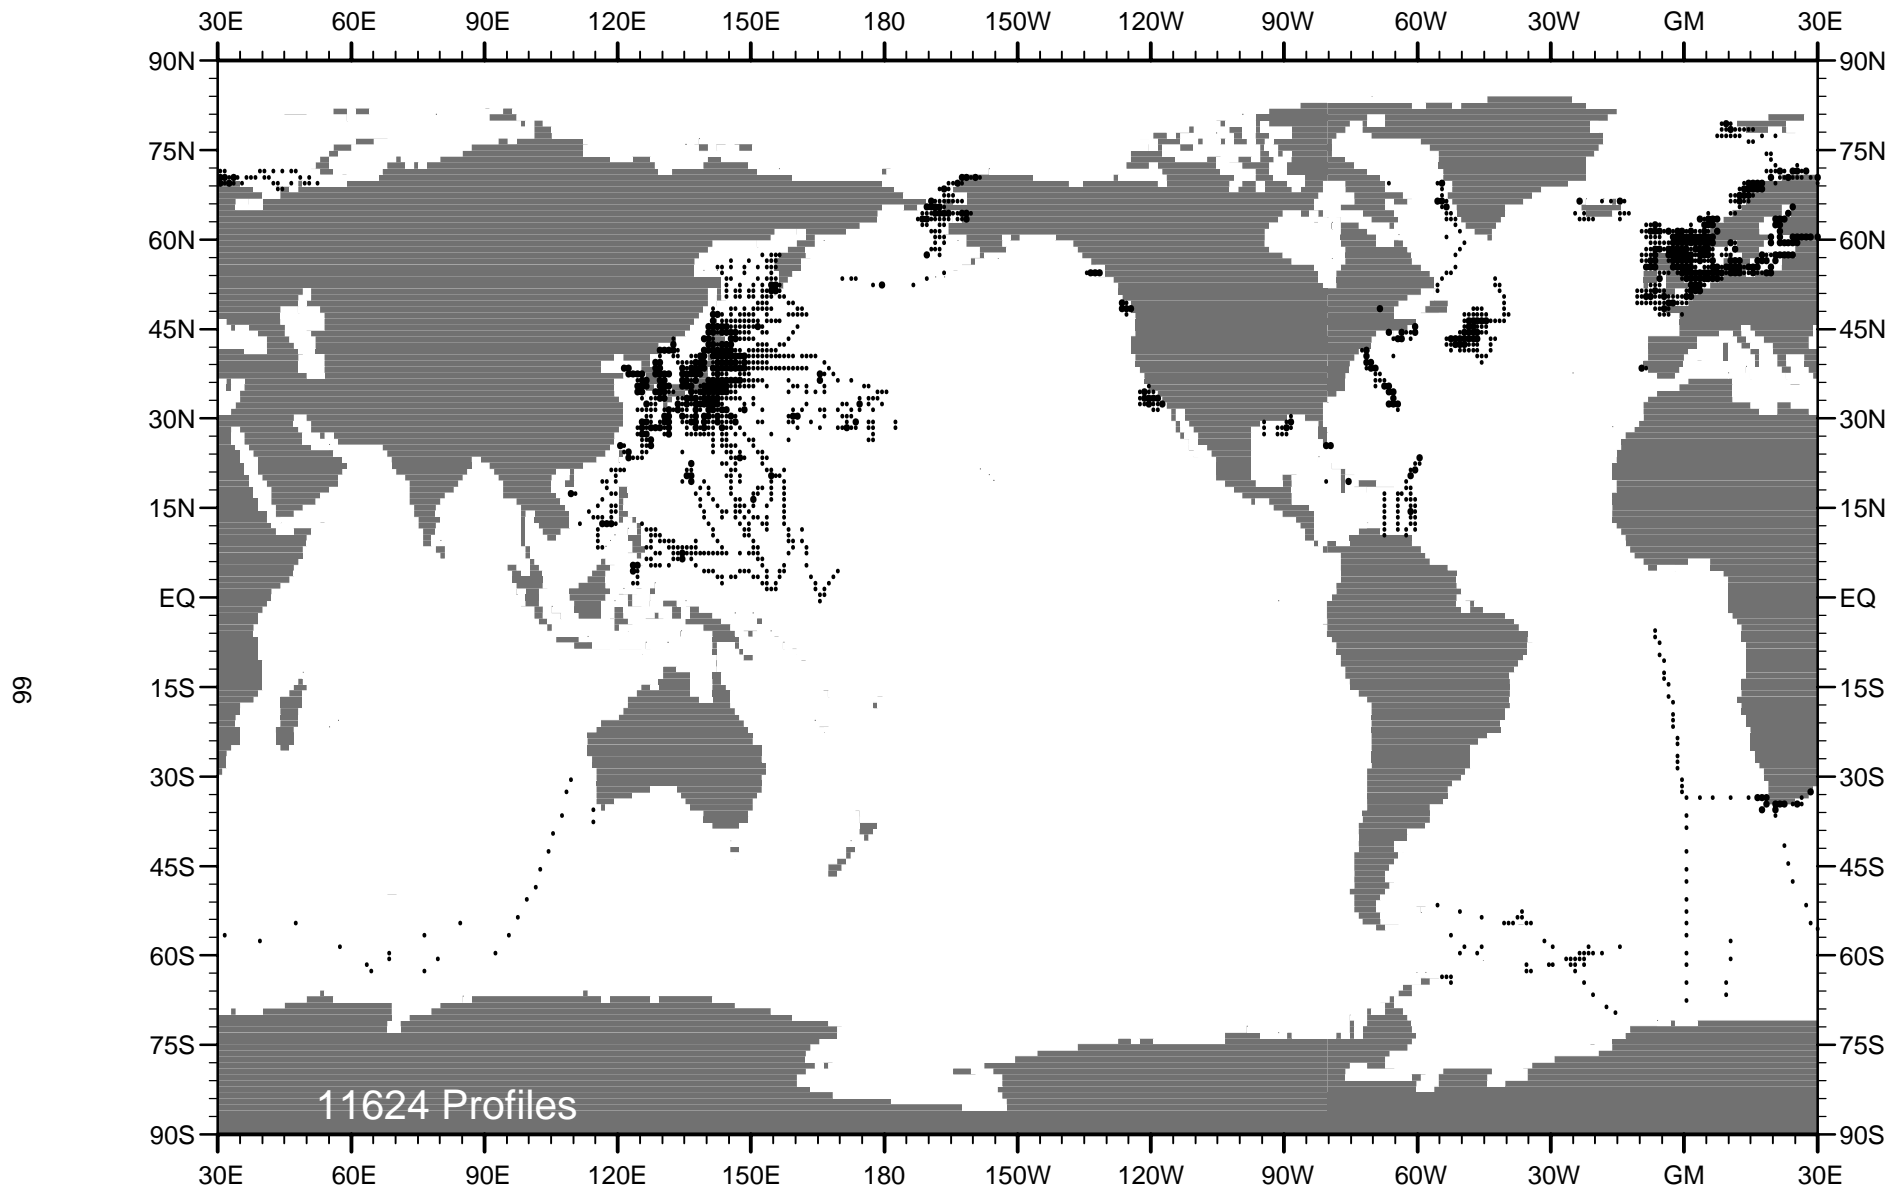 30E 60E 90E 120E 150E 180 150W 120W 90W 60W 30W GM 30E
90N 90N
75N 75N
60N 60N
45N 45N
30N 30N
15N 15N
EQ EQ
99
15S 15S
30S 30S
45S 45S
60S 60S
75S 75S
11624 Profiles
90S 90S
30E 60E 90E 120E 150E 180 150W 120W 90W 60W 30W GM 30E